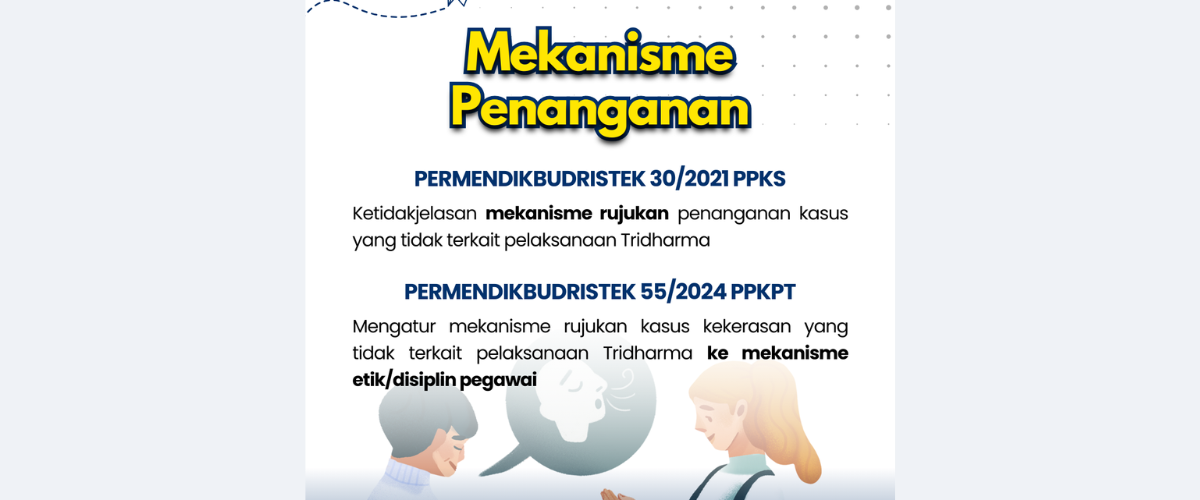 Mekanisme
Penanganan
PERMENDIKBUDRISTEK 30/2021 PPKS
Ketidakjelasan mekanisme rujukan penanganan kasus
yang tidak terkait pelaksanaan Tridharma
PERMENDIKBUDRISTEK 55/2024 PPKPT
Mengatur mekanisme rujukan kasus kekerasan yang
tidak terkait pelaksanaan Tridharma ke mekanisme
etik/disiplin pegawai